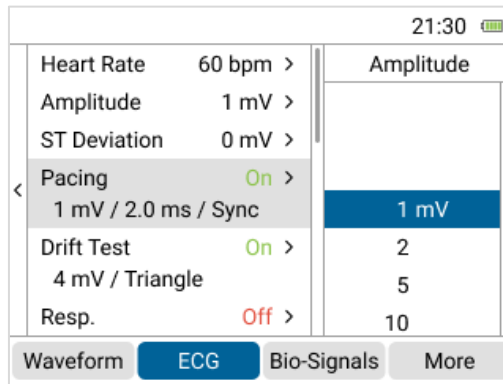 21:30
Heart Rate 60 bpm >
Amplitude 1 mV >
ST Deviation 0 mV >
Pacing On >
1 mV / 2.0 ms / Sync
Drift Test On >
4 mV / Triangle
Resp. Off >
<
Amplitude
1 mV
2
5
10
Waveform ECG Bio-Signals More